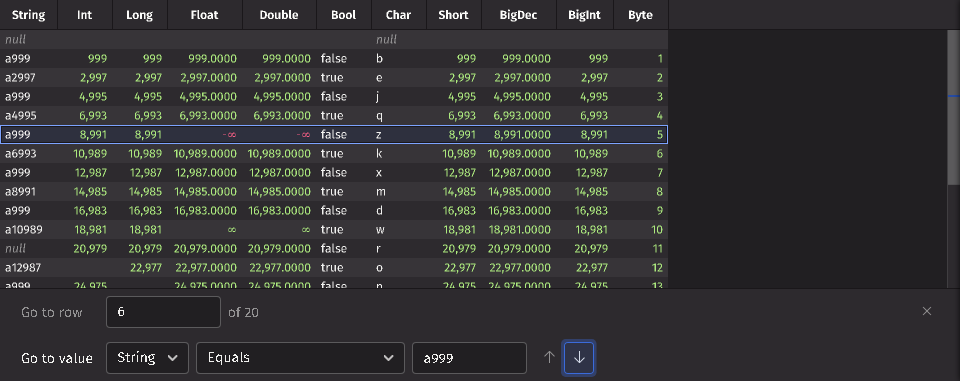 String Int Long Float Double Bool Char Short BigDec BigInt Byte
null null
a999 999 999 999.0000 999.0000 false b 999 999.0000 999 1
a2997 2,997 2,997 2,997.0000 2,997.0000 true e 2,997 2,997.0000 2,997 2
a999 4,995 4,995 4,995.0000 4,995.0000 false j 4,995 4,995.0000 4,995 3
a4995 6,993 6,993 6,993.0000 6,993.0000 true q 6,993 6,993.0000 6,993 4
a999 8,991 8,991 -∞ -∞ false z 8,991 8,991.0000 8,991 5
a6993 10,989 10,989 10,989.0000 10,989.0000 true k 10,989 10,989.0000 10,989 6
a999 12,987 12,987 12,987.0000 12,987.0000 false x 12,987 12,987.0000 12,987 7
a8991 14,985 14,985 14,985.0000 14,985.0000 true m 14,985 14,985.0000 14,985 8
a999 16,983 16,983 16,983.0000 16,983.0000 false d 16,983 16,983.0000 16,983 9
a10989 18,981 18,981 ∞ ∞ true w 18,981 18,981.0000 18,981 10
null 20,979 20,979 20,979.0000 20,979.0000 false r 20,979 20,979.0000 20,979 11
a12987 22,977 22,977.0000 22,977.0000 true o 22,977 22,977.0000 22,977 12
a999 24,975 24,975.0000 24,975.0000 false 24,975 24,975.0000 24,975 13
Go to row 6 of 20
Go to value String Equals a999